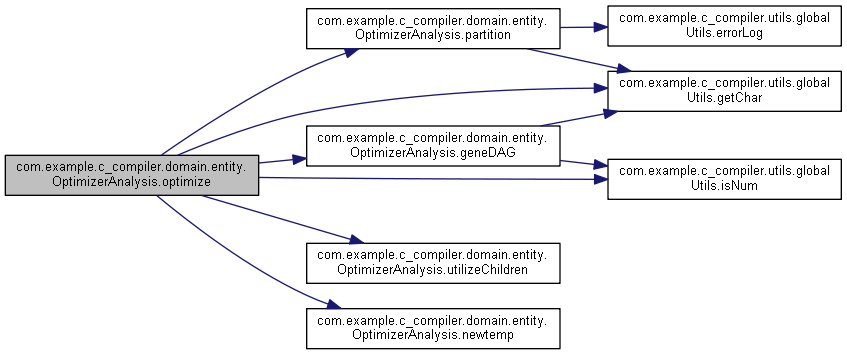 com.example.c_compiler.domain.entity.
OptimizerAnalysis.optimize
com.example.c_compiler.domain.entity.
OptimizerAnalysis.partition
com.example.c_compiler.utils.global
Utils.errorLog
com.example.c_compiler.utils.global
Utils.getChar
com.example.c_compiler.domain.entity.
OptimizerAnalysis.geneDAG
com.example.c_compiler.utils.global
Utils.isNum
com.example.c_compiler.domain.entity.
OptimizerAnalysis.utilizeChildren
com.example.c_compiler.domain.entity.
OptimizerAnalysis.newtemp